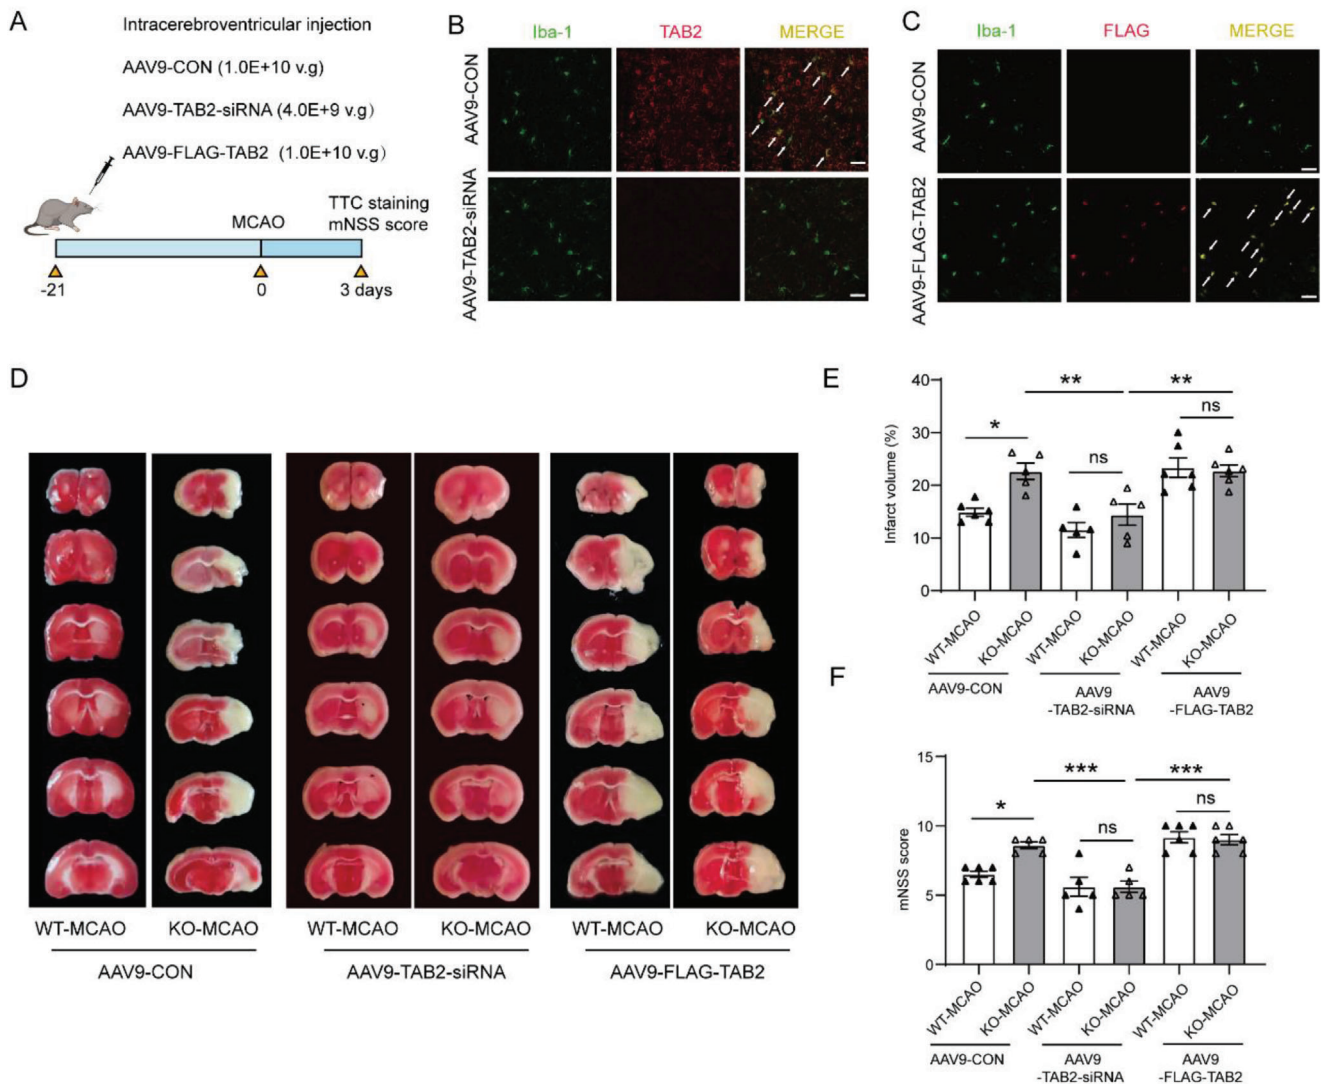 A
Intracerebroventricular injection
AAV9-CON (1.0E+10 v.g)
AAV9-TAB2-siRNA (4.0E+9 v.g)
AAV9-FLAG-TAB2 (1.0E+10 v.g)
TTC staining
MCAO mNSS score
-21 0 3 days
B
Iba-1 TAB2 MERGE
AAV9-CON
AAV9-TAB2-siRNA
C
Iba-1 FLAG MERGE
AAV9-CON
AAV9-FLAG-TAB2
D
WT-MCAO KO-MCAO WT-MCAO KO-MCAO WT-MCAO KO-MCAO
AAV9-CON AAV9-TAB2-siRNA AAV9-FLAG-TAB2
E
Infarct volume (%)
40
30
20
10
0
** **
* ns ns
WT-MCAO KO-MCAO WT-MCAO KO-MCAO WT-MCAO KO-MCAO
AAV9-CON AAV9 AAV9
-TAB2-siRNA -FLAG-TAB2
F
mNSS score
15
10
5
0
*** ***
* ns ns
WT-MCAO KO-MCAO WT-MCAO KO-MCAO WT-MCAO KO-MCAO
AAV9-CON AAV9 AAV9
-TAB2-siRNA -FLAG-TAB2